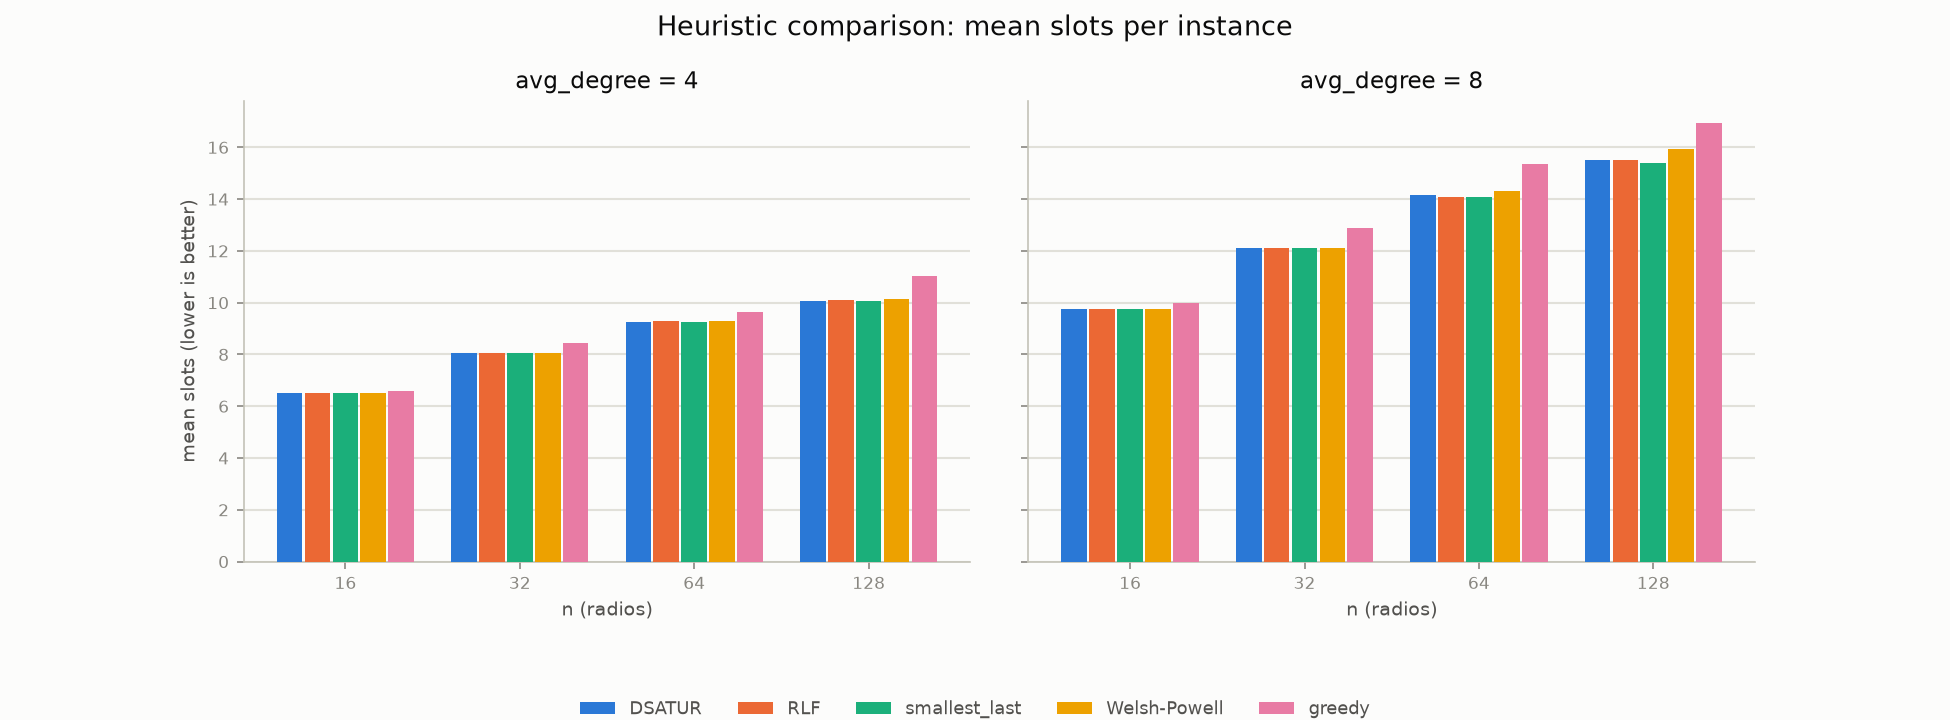 Heuristic comparison: mean slots per instance
avg_degree = 4
mean slots (lower is better)
16
14
12
10
8
6
4
2
0
16 32 64 128
n (radios)
avg_degree = 8
16 32 64 128
n (radios)
DSATUR RLF smallest_last Welsh-Powell greedy